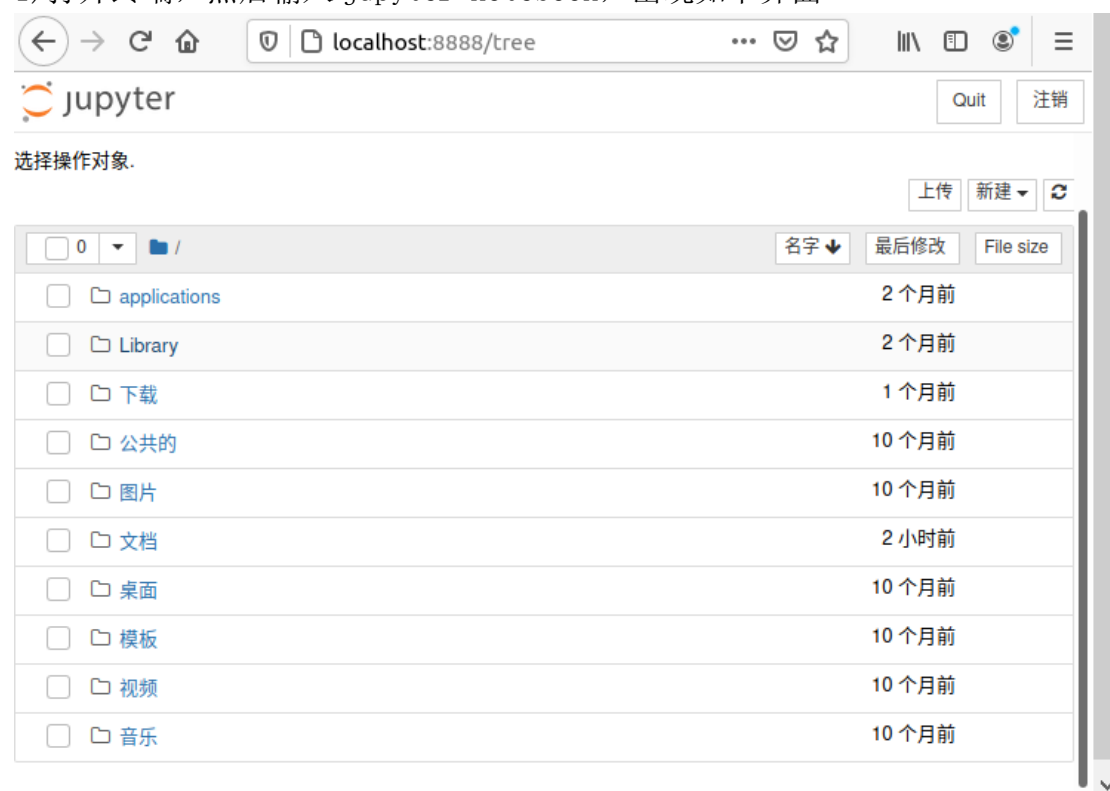 localhost:8888/tree
jupyter
Quit 注销
选择操作对象.
上传 新建
0 / 名字 最后修改 File size
applications 2 个月前
Library 2 个月前
下载 1 个月前
公共的 10 个月前
图片 10 个月前
文档 2 小时前
桌面 10 个月前
模板 10 个月前
视频 10 个月前
音乐 10 个月前